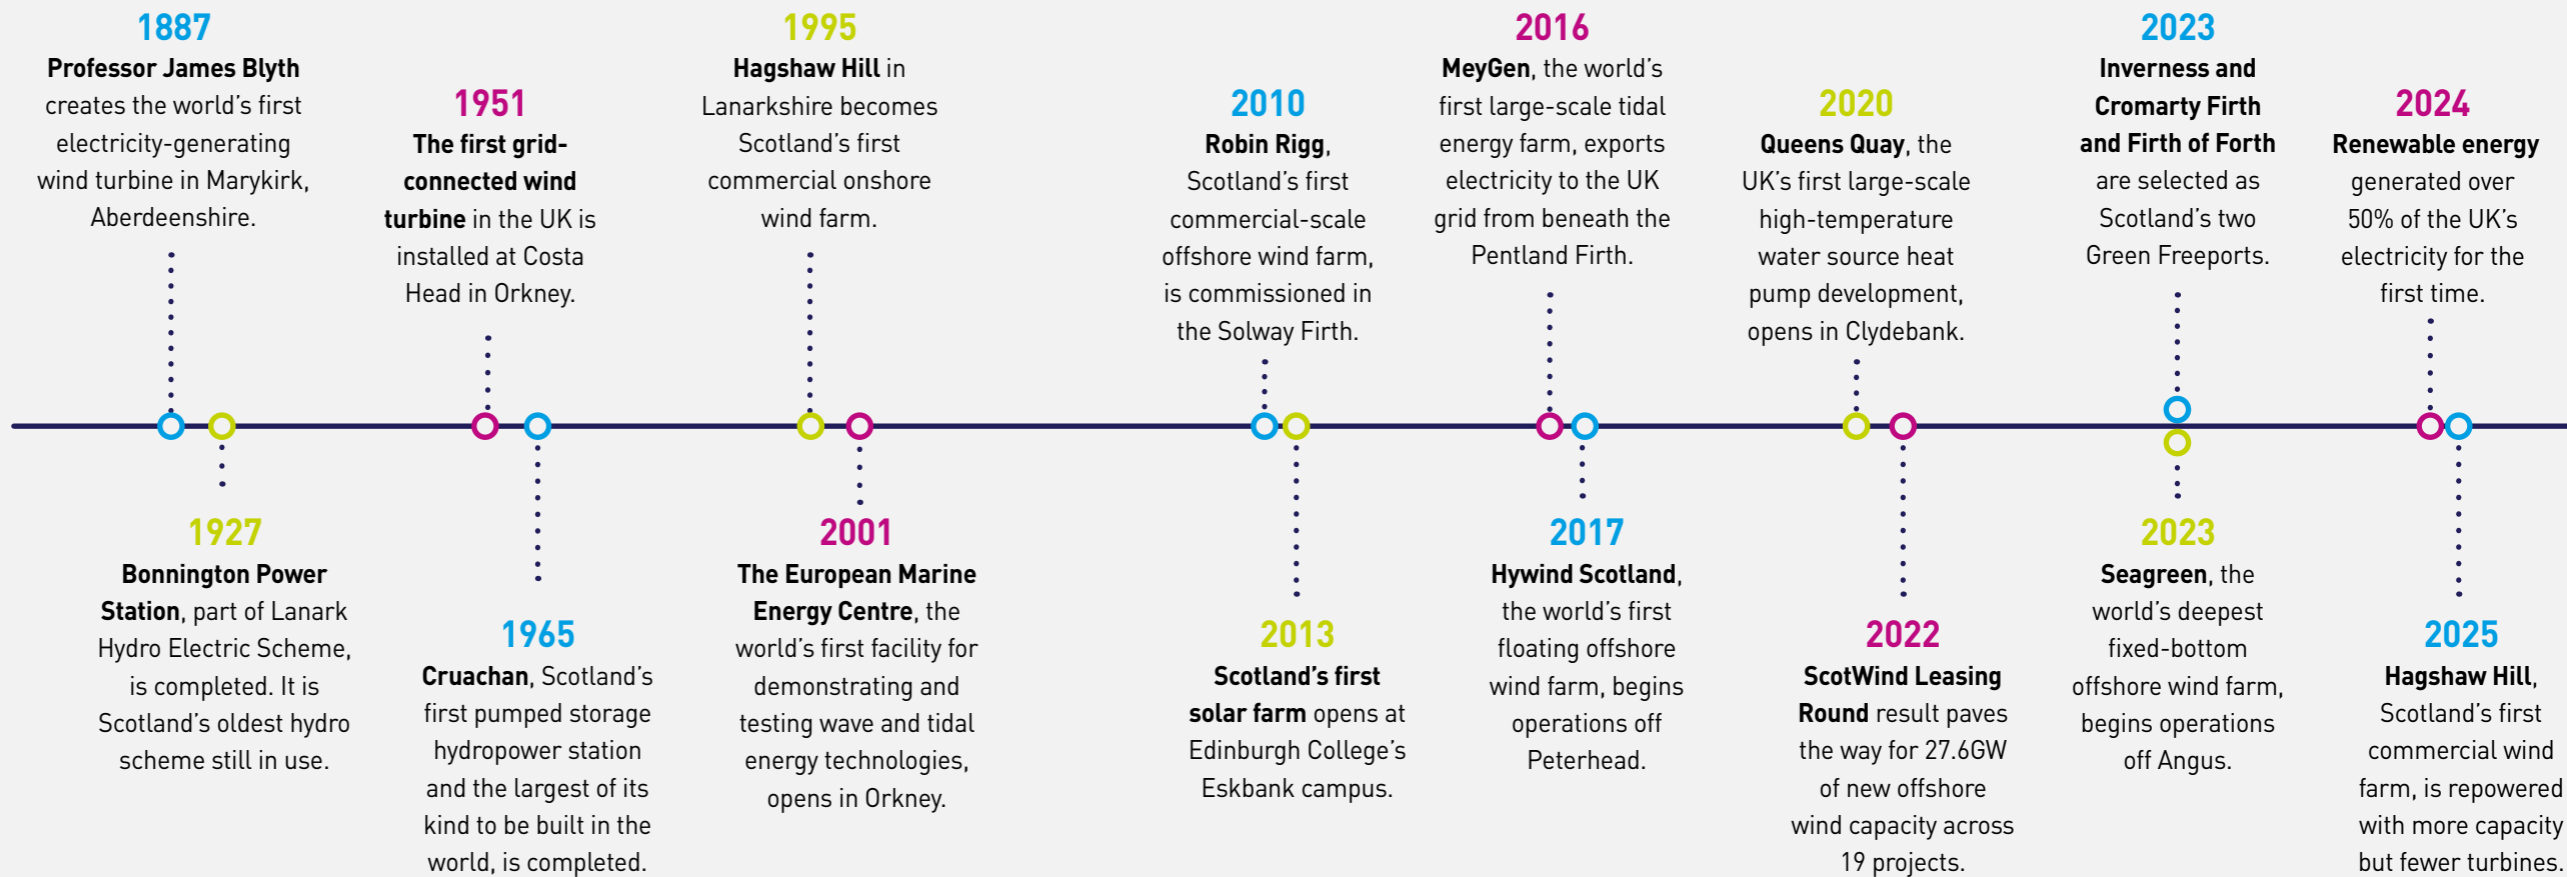 1887
Professor James Blyth
creates the world's first
electricity-generating
wind turbine in Marykirk,
Aberdeenshire.
1927
Bonnington Power
Station, part of Lanark
Hydro Electric Scheme,
is completed. It is
Scotland's oldest hydro
scheme still in use.
1951
The first grid-
connected wind
turbine in the UK is
installed at Costa
Head in Orkney.
1965
Cruachan, Scotland's
first pumped storage
hydropower station
and the largest of its
kind to be built in the
world, is completed.
1995
Hagshaw Hill in
Lanarkshire becomes
Scotland's first
commercial onshore
wind farm.
2001
The European Marine
Energy Centre, the
world's first facility for
demonstrating and
testing wave and tidal
energy technologies,
opens in Orkney.
2010
Robin Rigg,
Scotland's first
commercial-scale
offshore wind farm,
is commissioned in
the Solway Firth.
2013
Scotland's first
solar farm opens at
Edinburgh College's
Eskbank campus.
2016
MeyGen, the world's
first large-scale tidal
energy farm, exports
electricity to the UK
grid from beneath the
Pentland Firth.
2017
Hywind Scotland,
the world's first
floating offshore
wind farm, begins
operations off
Peterhead.
2020
Queens Quay, the
UK's first large-scale
high-temperature
water source heat
pump development,
opens in Clydebank.
2022
ScotWind Leasing
Round result paves
the way for 27.6GW
of new offshore
wind capacity across
19 projects.
2023
Inverness and
Cromarty Firth
and Firth of Forth
are selected as
Scotland's two
Green Freeports.
2023
Seagreen, the
world's deepest
fixed-bottom
offshore wind farm,
begins operations
off Angus.
2024
Renewable energy
generated over
50% of the UK's
electricity for the
first time.
2025
Hagshaw Hill,
Scotland's first
commercial wind
farm, is repowered
with more capacity
but fewer turbines.